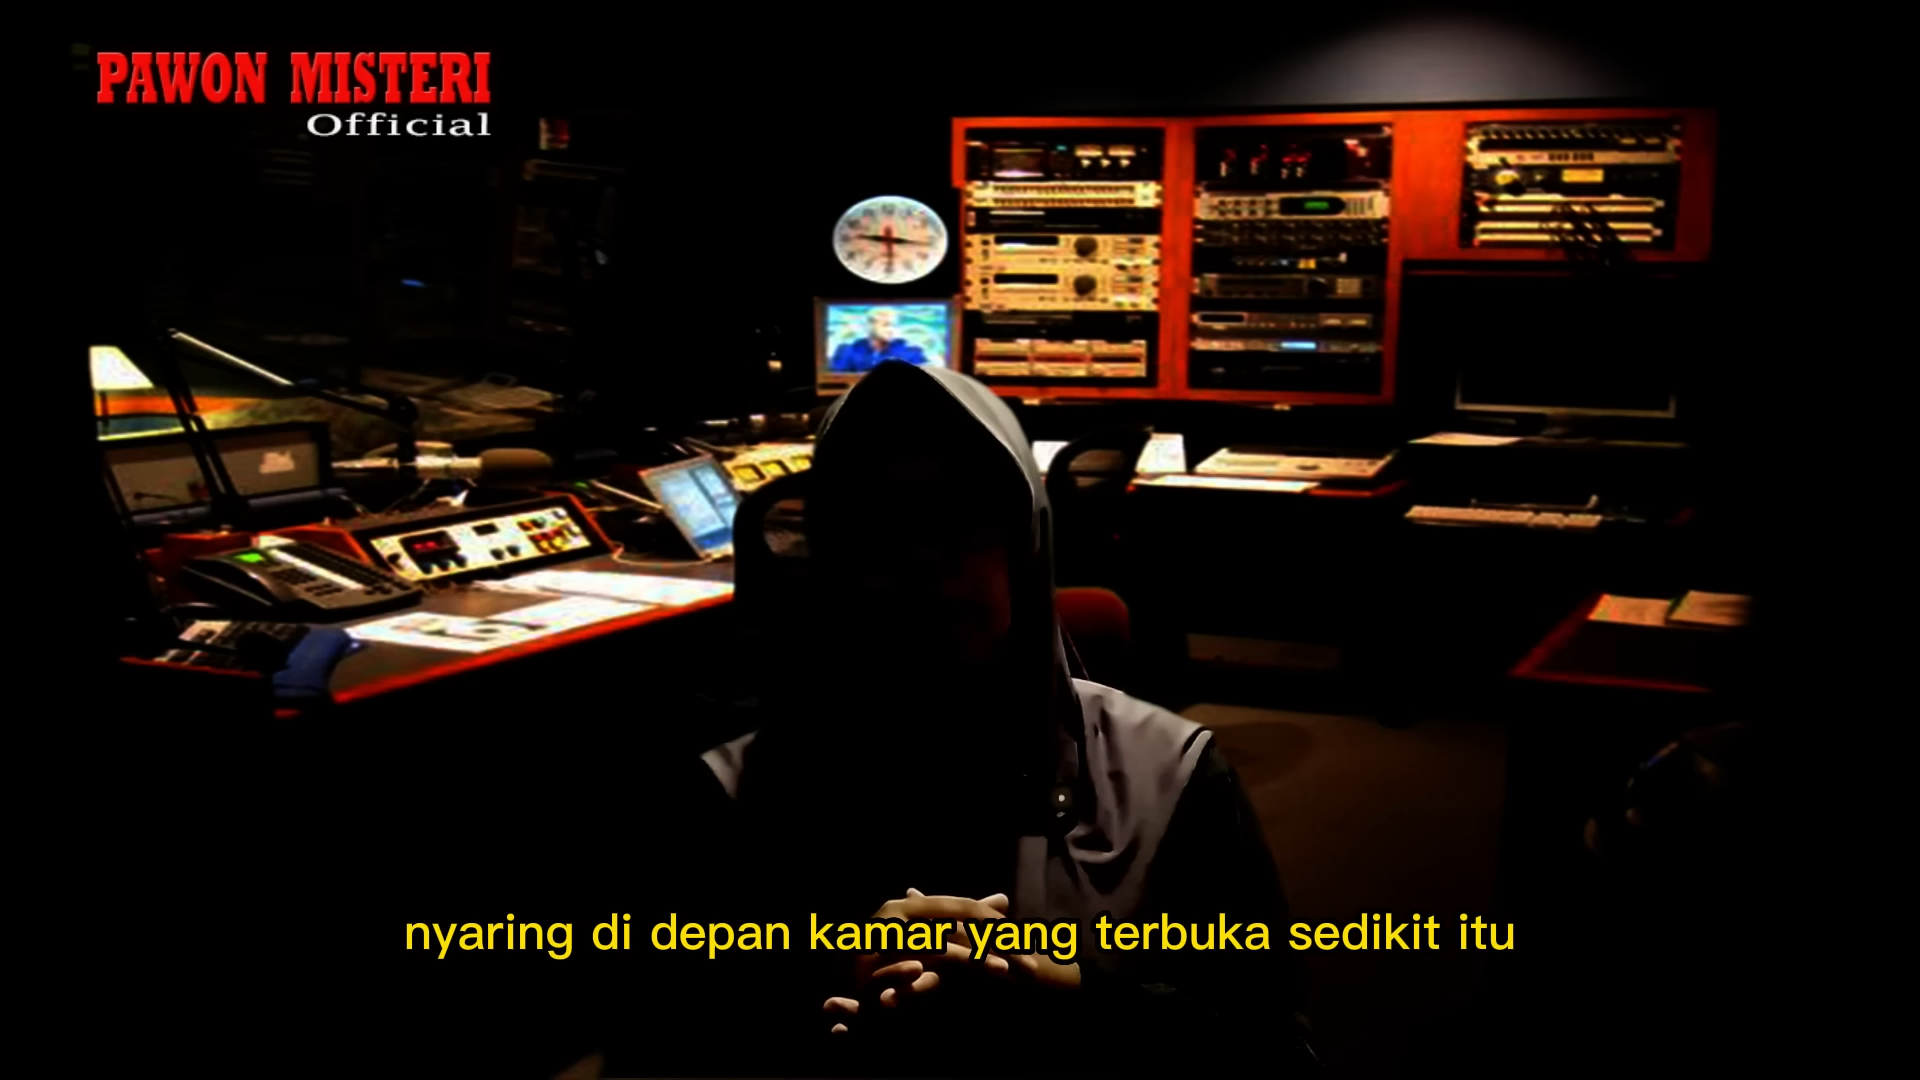 PAWON MISTERI
Official
nyaring di depan kamar yang terbuka sedikit itu